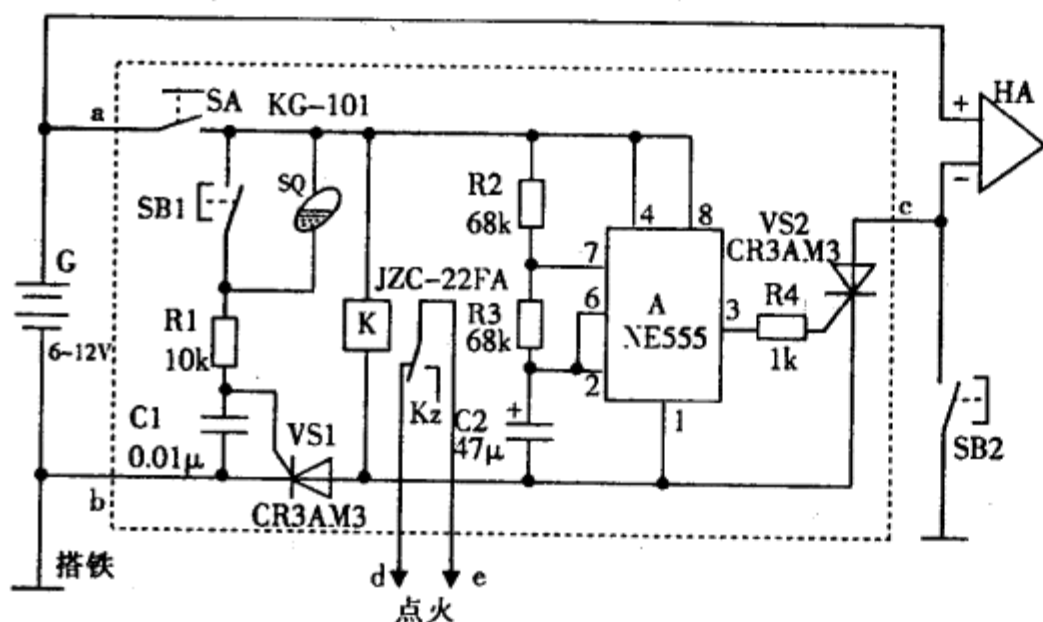 SA
KG-101
HA
a
+
−
SQ
SB1
R2
68k
4
8
VS2
CR3AM3
c
G
7
JZC-22FA
6
A
NE555
3
R4
1k
R1
10k
K
R3
68k
6~12V
2
Kz
C2
+
47μ
1
SB2
C1
0.01μ
VS1
b
CR3AM3
搭铁
d
e
点火